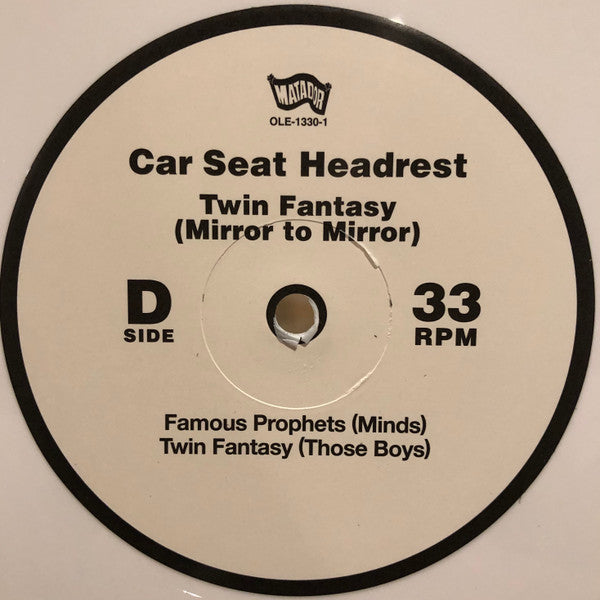 MATADOR
OLE-1330-1
Car Seat Headrest
Twin Fantasy
(Mirror to Mirror)
D
SIDE
33
RPM
Famous Prophets (Minds)
Twin Fantasy (Those Boys)